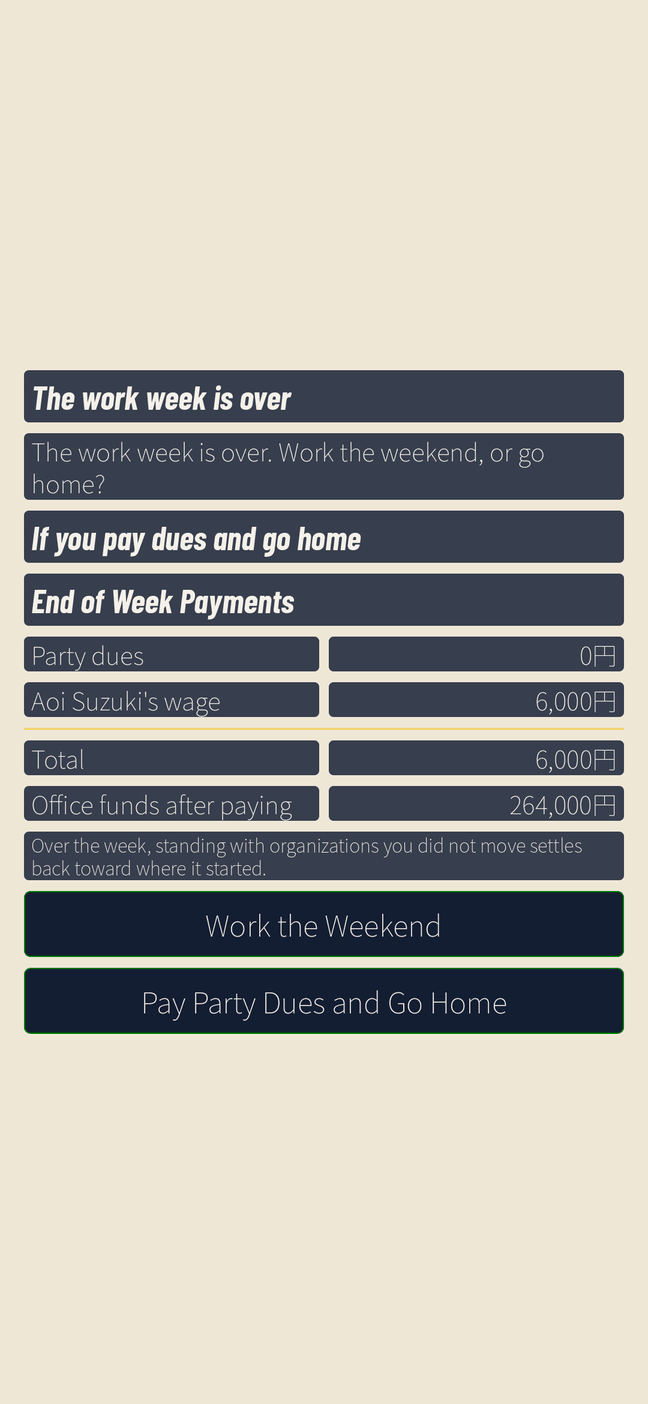 The work week is over
The work week is over. Work the weekend, or go
home?
If you pay dues and go home
End of Week Payments
Party dues
0円
Aoi Suzuki's wage
6,000円
Total
6,000円
Office funds after paying
264,000円
Over the week, standing with organizations you did not move settles
back toward where it started.
Work the Weekend
Pay Party Dues and Go Home